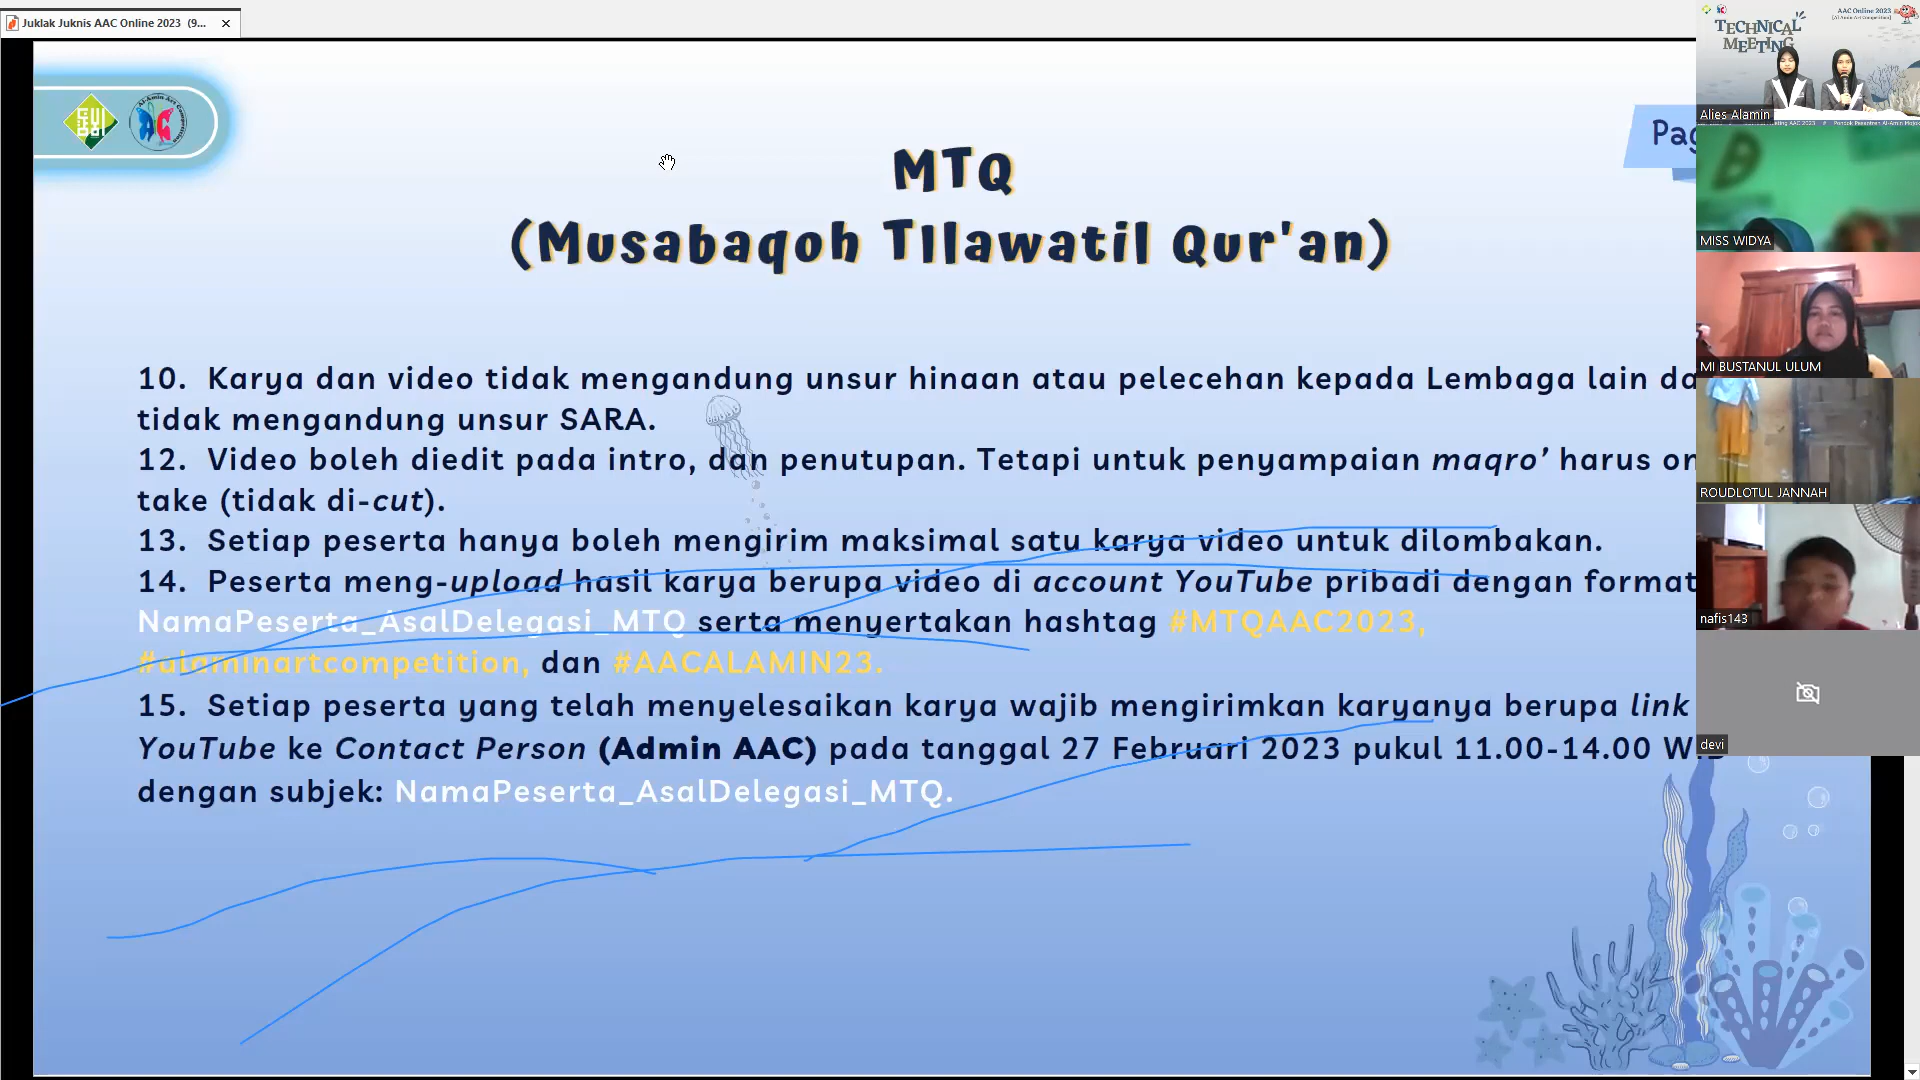 Juklak Juknis AAC Online 2023 (9...
MTQ
(Musabaqoh TIlawatil Qur'an)
10. Karya dan video tidak mengandung unsur hinaan atau pelecehan kepada Lembaga lain
tidak mengandung unsur SARA.
12. Video boleh diedit pada intro, dan penutupan. Tetapi untuk penyampaian maqro’ harus
take (tidak di-cut).
13. Setiap peserta hanya boleh mengirim maksimal satu karya video untuk dilombakan.
14. Peserta meng-upload hasil karya berupa video di account YouTube pribadi dengan format
NamaPeserta_AsalDelegasi_MTQ serta menyertakan hashtag #MTQAAC2023,
#alaminartcompetition, dan #AACALAMIN23.
15. Setiap peserta yang telah menyelesaikan karya wajib mengirimkan karyanya berupa link
YouTube ke Contact Person (Admin AAC) pada tanggal 27 Februari 2023 pukul 11.00-14.00
dengan subjek: NamaPeserta_AsalDelegasi_MTQ.
AAC Online 2023
TECHNICAL
MEETING
Alies Alamin
MISS WIDYA
MI BUSTANUL ULUM
ROUDLOTUL JANNAH
nafis143
devi